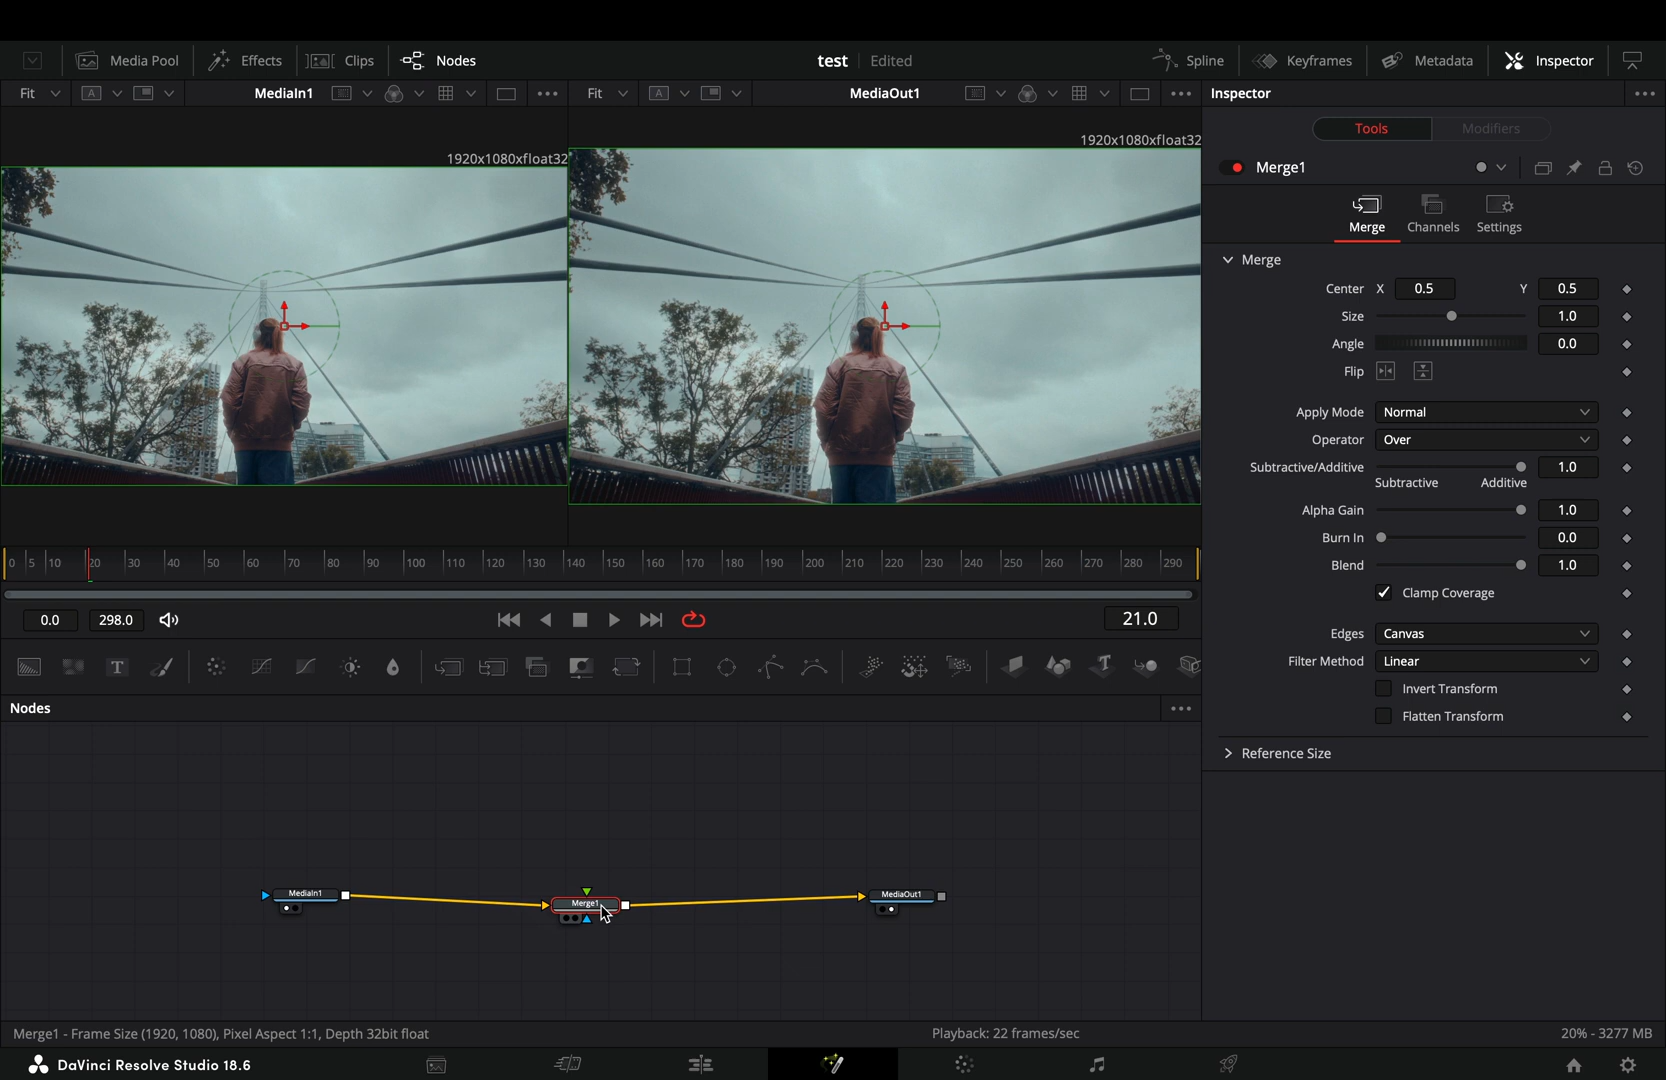 Media Pool Effects Clips Nodes test Edited Spline Keyframes Metadata Inspector
Fit A MediaIn1 Fit A MediaOut1 Inspector
1920x1080xfloat32
1920x1080xfloat32
Tools Modifiers
Merge1
Merge Channels Settings
Merge
Center X 0.5 Y 0.5
Size 1.0
Angle 0.0
Flip
Apply Mode Normal
Operator Over
Subtractive/Additive 1.0
Subtractive Additive
Alpha Gain 1.0
Burn In 0.0
Blend 1.0
Clamp Coverage
Edges Canvas
Filter Method Linear
Invert Transform
Flatten Transform
Reference Size
0 5 10 20 30 40 50 60 70 80 90 100 110 120 130 140 150 160 170 180 190 200 210 220 230 240 250 260 270 280 290
0.0 298.0 21.0
T T
Nodes
MediaIn1 Merge1 MediaOut1
Merge1 - Frame Size (1920, 1080), Pixel Aspect 1:1, Depth 32bit float Playback: 22 frames/sec 20% - 3277 MB
DaVinci Resolve Studio 18.6